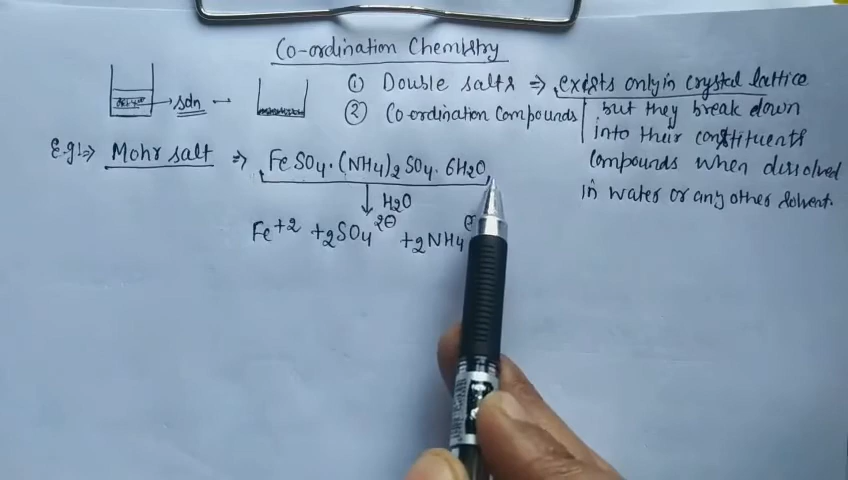 Co-ordination Chemistry
→ soln → ① Double salts ⇒ exists only in crystal lattice
② Co-ordination compounds but they break down
into their constituents
E.g! ⇒ Mohr salt ⇒ FeSO4·(NH4)2SO4·6H2O compounds when dissolved
in water or any other solvent.
H2O
Fe+2 + 2SO4 2⊖ + 2NH4